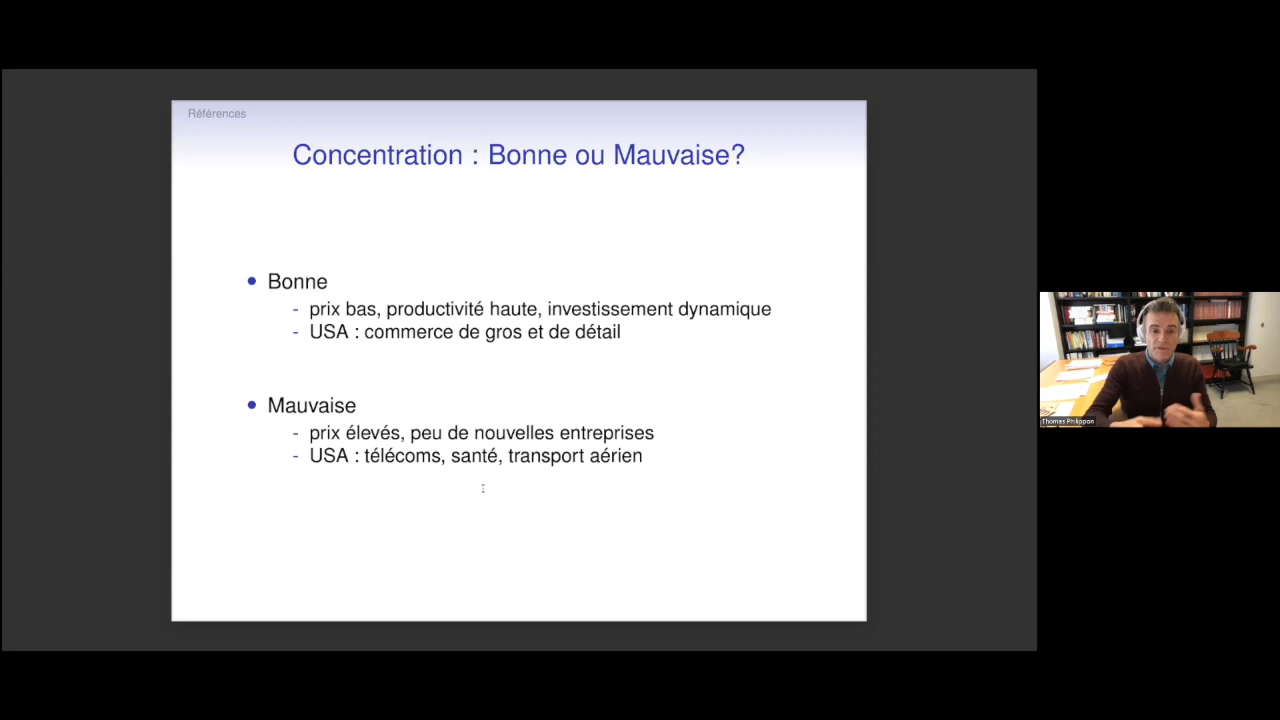 Références
Concentration : Bonne ou Mauvaise?
• Bonne
- prix bas, productivité haute, investissement dynamique
- USA : commerce de gros et de détail
• Mauvaise
- prix élevés, peu de nouvelles entreprises
- USA : télécoms, santé, transport aérien
Thomas Philippon